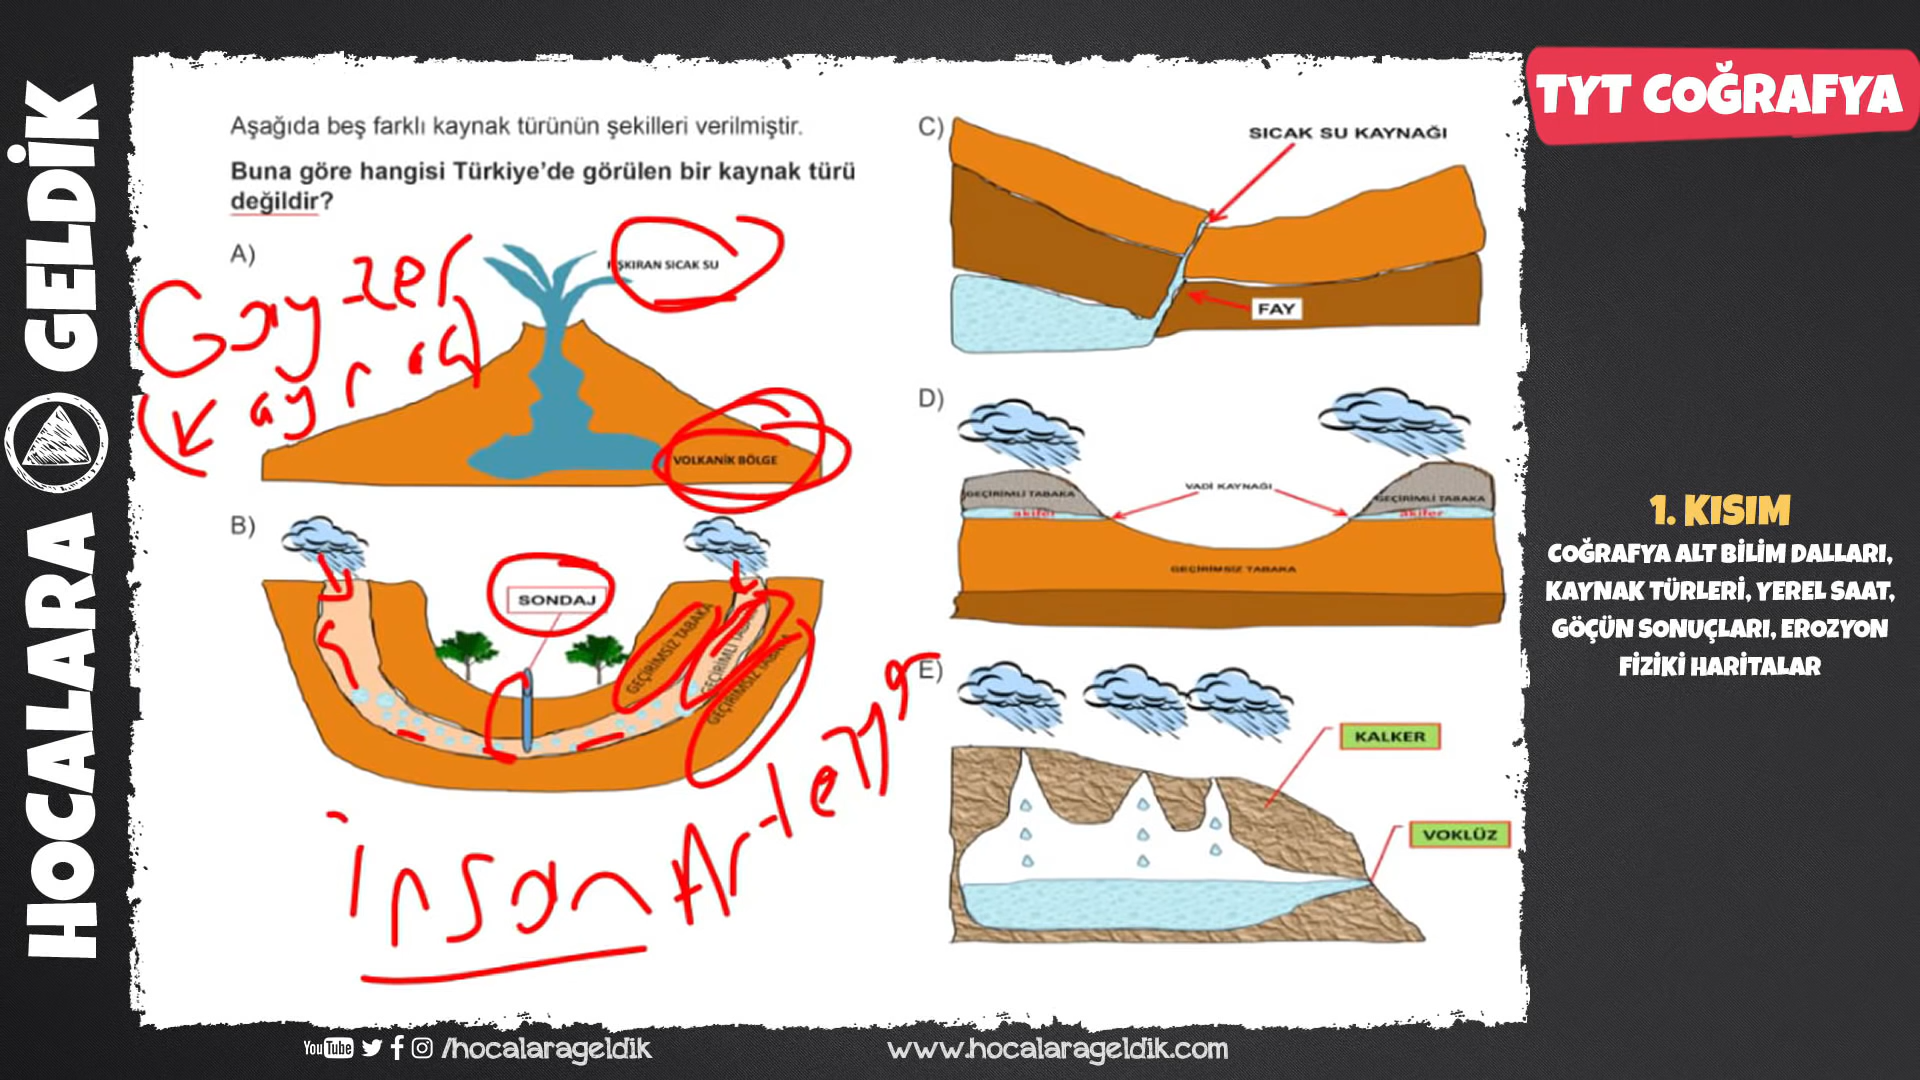 HOCALARA GELDİK
TYT COĞRAFYA
Aşağıda beş farklı kaynak türünün şekilleri verilmiştir.
Buna göre hangisi Türkiye'de görülen bir kaynak türü
değildir?
A)
SICAK SU
VOLKANİK BÖLGE
Gayzer
Kaynacı
B)
SONDAJ
GEÇİRİMSİZ TABAKA
GEÇİRİMLİ TABAKA
GEÇİRİMSİZ TABAKA
insan Artezyen
C)
SICAK SU KAYNAĞI
FAY
D)
GEÇİRİMLİ TABAKA
VADİ KAYNAĞI
GEÇİRİMLİ TABAKA
akifer
akifer
GEÇİRİMSİZ TABAKA
E)
KALKER
VOKLÜZ
1. KISIM
COĞRAFYA ALT BİLİM DALLARI,
KAYNAK TÜRLERİ, YEREL SAAT,
GÖÇÜN SONUÇLARI, EROZYON
FİZİKİ HARİTALAR
YouTube /hocalarageldik
www.hocalarageldik.com